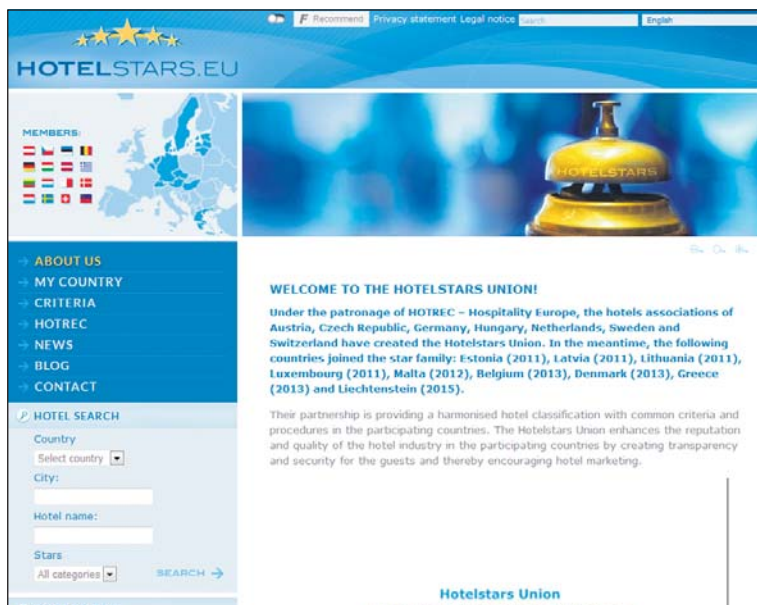 F Recommend Privacy statement Legal notice Search English
HOTELSTARS.EU
MEMBERS:
HOTELSTARS
ABOUT US
MY COUNTRY
CRITERIA
HOTREC
NEWS
BLOG
CONTACT
HOTEL SEARCH
Country
Select country
City:
Hotel name:
Stars
All categories
SEARCH
WELCOME TO THE HOTELSTARS UNION!
Under the patronage of HOTREC – Hospitality Europe, the hotels associations of
Austria, Czech Republic, Germany, Hungary, Netherlands, Sweden and
Switzerland have created the Hotelstars Union. In the meantime, the following
countries joined the star family: Estonia (2011), Latvia (2011), Lithuania (2011),
Luxembourg (2011), Malta (2012), Belgium (2013), Denmark (2013), Greece
(2013) and Liechtenstein (2015).
Their partnership is providing a harmonised hotel classification with common criteria and
procedures in the participating countries. The Hotelstars Union enhances the reputation
and quality of the hotel industry in the participating countries by creating transparency
and security for the guests and thereby encouraging hotel marketing.
Hotelstars Union